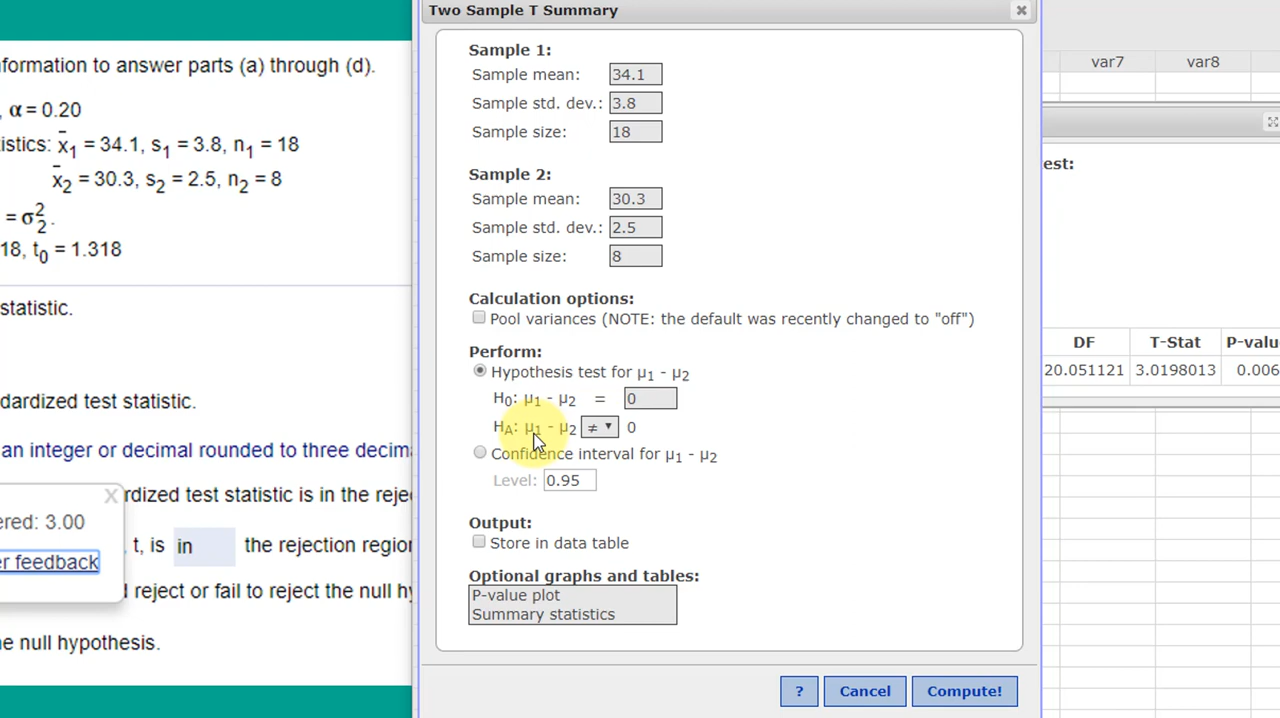 Two Sample T Summary
nformation to answer parts (a) through (d).
, α = 0.20
istics: x̄₁ = 34.1, s₁ = 3.8, n₁ = 18
x̄₂ = 30.3, s₂ = 2.5, n₂ = 8
= σ₂².
18, t₀ = 1.318
statistic.
dardized test statistic.
an integer or decimal rounded to three decima
rdized test statistic is in the reje
X
ered: 3.00
, t, is in the rejection region
er feedback
d reject or fail to reject the null hy
ne null hypothesis.
Sample 1:
Sample mean: 34.1
Sample std. dev.: 3.8
Sample size: 18
Sample 2:
Sample mean: 30.3
Sample std. dev.: 2.5
Sample size: 8
Calculation options:
Pool variances (NOTE: the default was recently changed to "off")
Perform:
Hypothesis test for μ₁ - μ₂
H₀: μ₁ - μ₂ = 0
Hᴀ: μ₁ - μ₂ ≠ 0
Confidence interval for μ₁ - μ₂
Level: 0.95
Output:
Store in data table
Optional graphs and tables:
P-value plot
Summary statistics
? Cancel Compute!
var7 var8
est:
DF T-Stat P-valu
20.051121 3.0198013 0.006